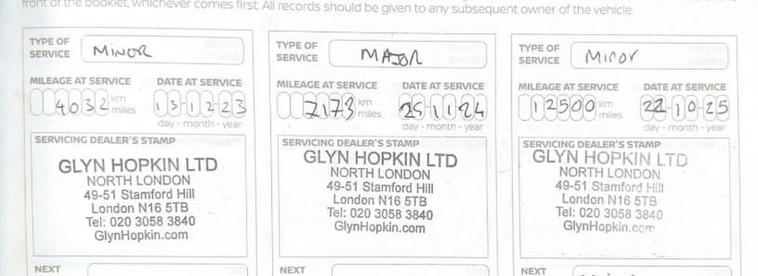 front of the booklet, whichever comes first. All records should be given to any subsequent owner of the vehicle.
TYPE OF SERVICE MINOR
MILEAGE AT SERVICE DATE AT SERVICE
4032 km miles 13-12-23
day - month - year
SERVICING DEALER'S STAMP
GLYN HOPKIN LTD
NORTH LONDON
49-51 Stamford Hill
London N16 5TB
Tel: 020 3058 3840
GlynHopkin.com
NEXT
TYPE OF SERVICE MAJOR
MILEAGE AT SERVICE DATE AT SERVICE
7173 km miles 25 11 24
day - month - year
SERVICING DEALER'S STAMP
GLYN HOPKIN LTD
NORTH LONDON
49-51 Stamford Hill
London N16 5TB
Tel: 020 3058 3840
GlynHopkin.com
NEXT
TYPE OF SERVICE Minor
MILEAGE AT SERVICE DATE AT SERVICE
12500 km miles 22-10-25
day - month - year
SERVICING DEALER'S STAMP
GLYN HOPKIN LTD
NORTH LONDON
49-51 Stamford Hill
London N16 5TB
Tel: 020 3058 3840
GlynHopkin.com
NEXT